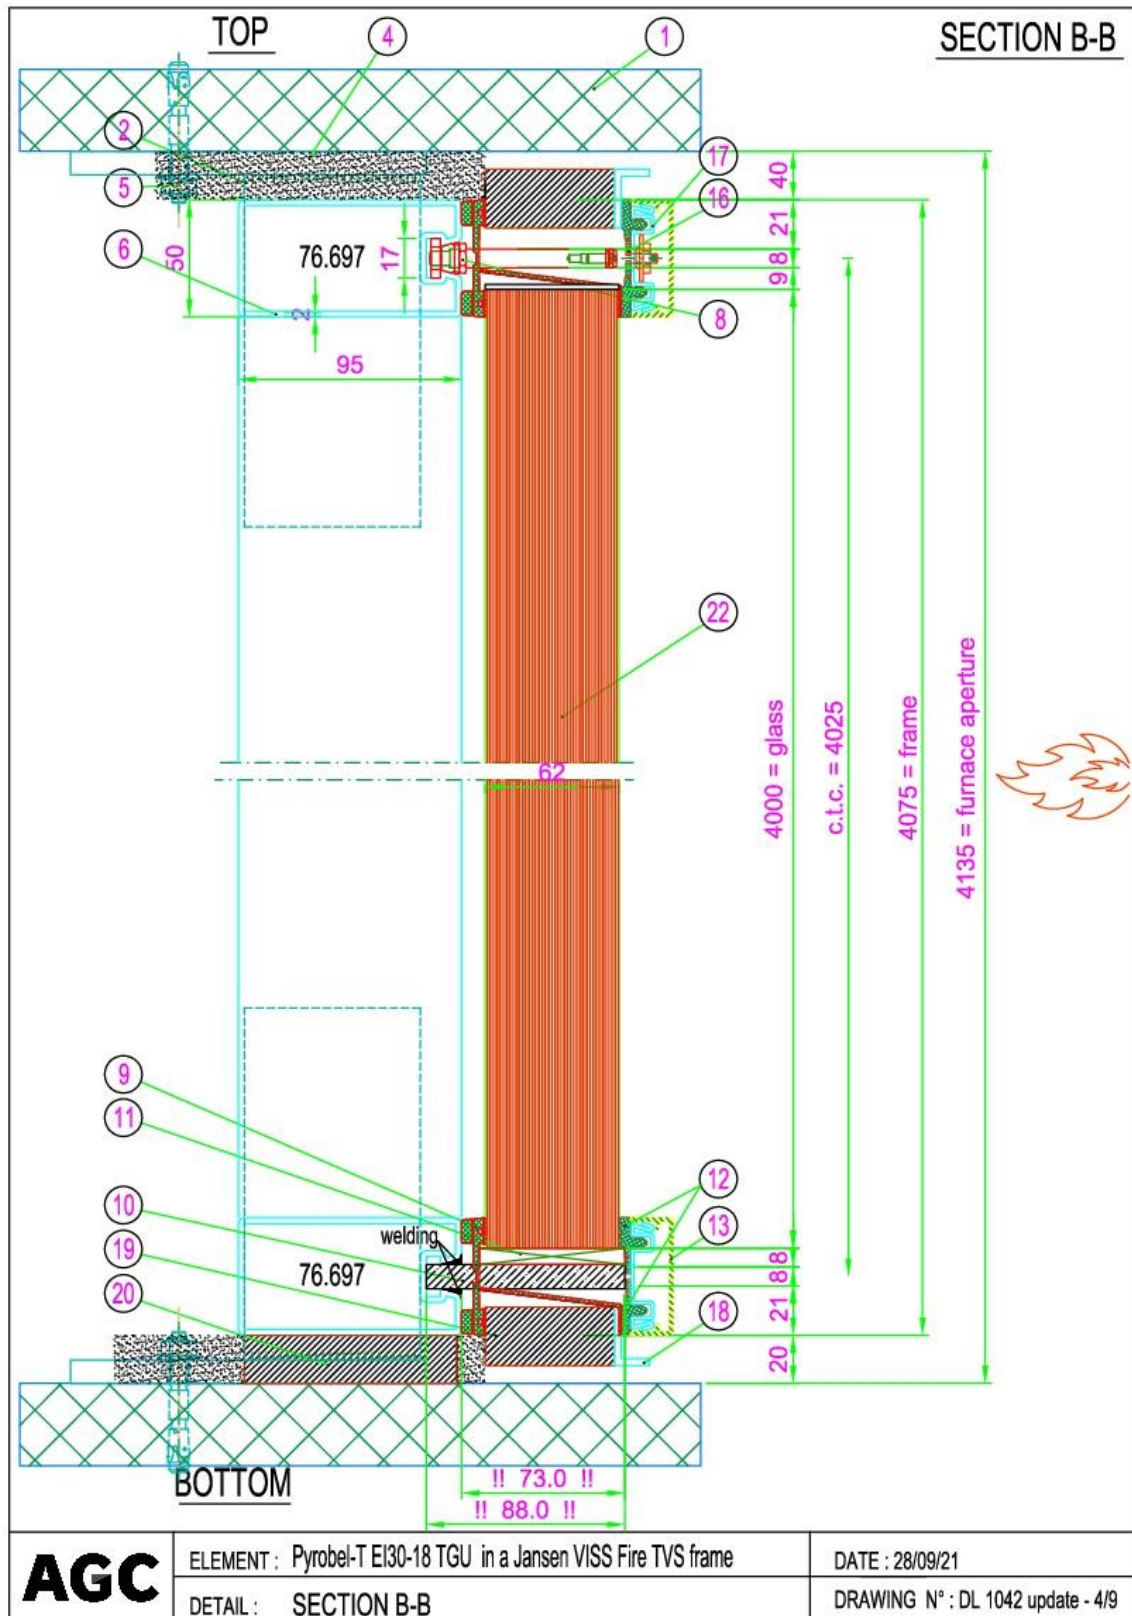 TOP
SECTION B-B
4
1
2
17
5
16
40
21
6
50
76.697
17
8
9
2
8
95
22
62
4000 = glass
c.t.c. = 4025
4075 = frame
4135 = furnace aperture
9
11
12
10
13
welding
8
19
76.697
8
20
21
18
20
BOTTOM
!! 73.0 !!
!! 88.0 !!
AGC
ELEMENT : Pyrobel-T EI30-18 TGU in a Jansen VISS Fire TVS frame
DATE : 28/09/21
DETAIL : SECTION B-B
DRAWING N° : DL 1042 update - 4/9